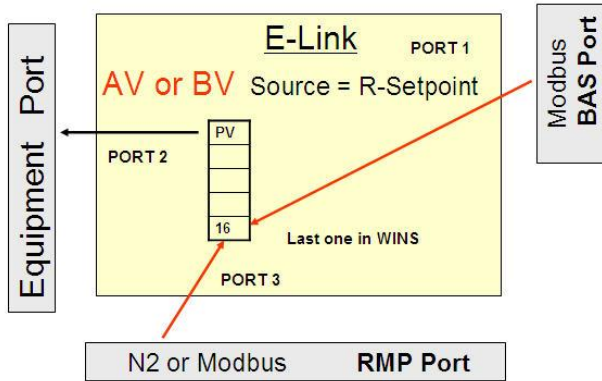 E-Link
PORT 1
AV or BV Source = R-Setpoint
PV
PORT 2
16
Last one in WINS
PORT 3
Equipment Port
Modbus
BAS Port
N2 or Modbus RMP Port